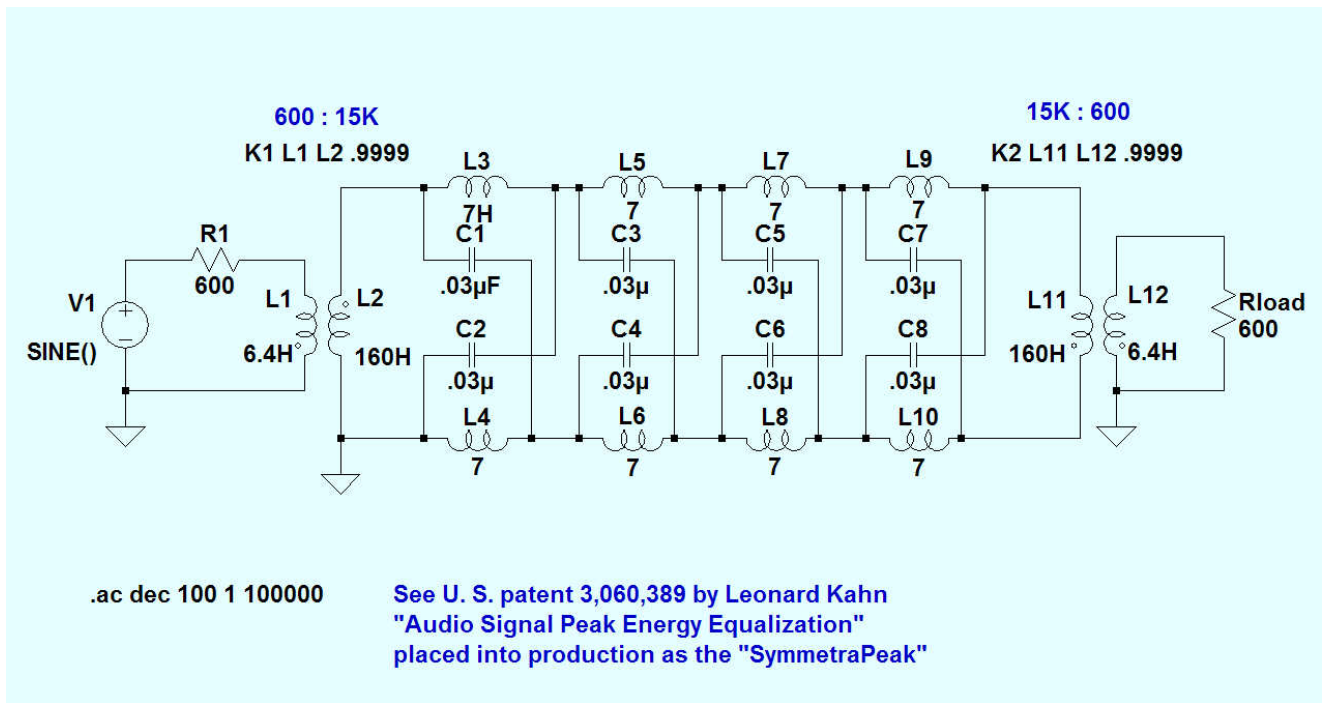 600 : 15K
15K : 600
K1 L1 L2 .9999
K2 L11 L12 .9999
L3
L5
L7
L9
7H
7
7
7
R1
600
C1
C3
C5
C7
.03µF
.03µ
.03µ
.03µ
V1
SINE()
L1
6.4H
L2
160H
C2
C4
C6
C8
.03µ
.03µ
.03µ
.03µ
L11
160H
L12
6.4H
Rload
600
L4
L6
L8
L10
7
7
7
7
.ac dec 100 1 100000
See U. S. patent 3,060,389 by Leonard Kahn
"Audio Signal Peak Energy Equalization"
placed into production as the "SymmetraPeak"